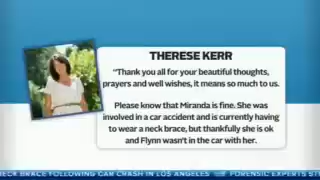 THERESE KERR
“Thank you all for your beautiful thoughts,
prayers and well wishes, it means so much to us.
Please know that Miranda is fine. She was
involved in a car accident and is currently having
to wear a neck brace, but thankfully she is ok
and Flynn wasn't in the car with her.
NECK BRACE FOLLOWING CAR CRASH IN LOS ANGELES FORENSIC EXPERTS